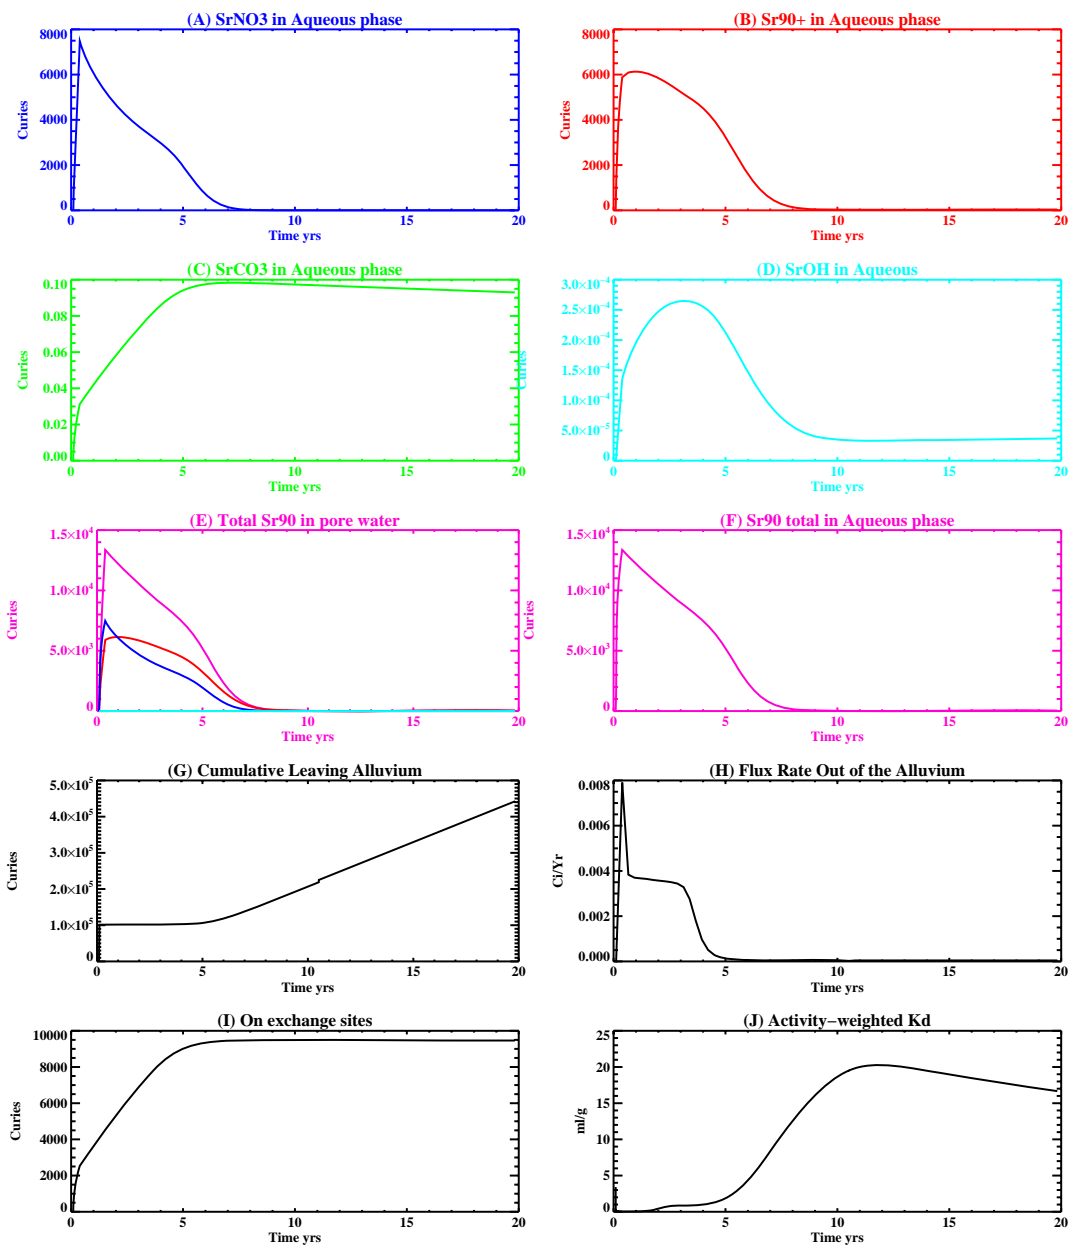 (A) SrNO3 in Aqueous phase
8000
6000
4000
2000
0
Curies
0 5 10 15 20
Time yrs
(B) Sr90+ in Aqueous phase
8000
6000
4000
2000
0
Curies
0 5 10 15 20
Time yrs
(C) SrCO3 in Aqueous phase
0.10
0.08
0.06
0.04
0.02
0.00
Curies
0 5 10 15 20
Time yrs
(D) SrOH in Aqueous
3.0×10⁻⁴
2.5×10⁻⁴
2.0×10⁻⁴
1.5×10⁻⁴
1.0×10⁻⁴
5.0×10⁻⁵
0
Curies
0 5 10 15 20
Time yrs
(E) Total Sr90 in pore water
1.5×10⁴
1.0×10⁴
5.0×10³
0
Curies
0 5 10 15 20
Time yrs
(F) Sr90 total in Aqueous phase
1.5×10⁴
1.0×10⁴
5.0×10³
0
Curies
0 5 10 15 20
Time yrs
(G) Cumulative Leaving Alluvium
5.0×10⁵
4.0×10⁵
3.0×10⁵
2.0×10⁵
1.0×10⁵
0
Curies
0 5 10 15 20
Time yrs
(H) Flux Rate Out of the Alluvium
0.008
0.006
0.004
0.002
0.000
Ci/Yr
0 5 10 15 20
Time yrs
(I) On exchange sites
10000
8000
6000
4000
2000
0
Curies
0 5 10 15 20
Time yrs
(J) Activity−weighted Kd
25
20
15
10
5
0
ml/g
0 5 10 15 20
Time yrs